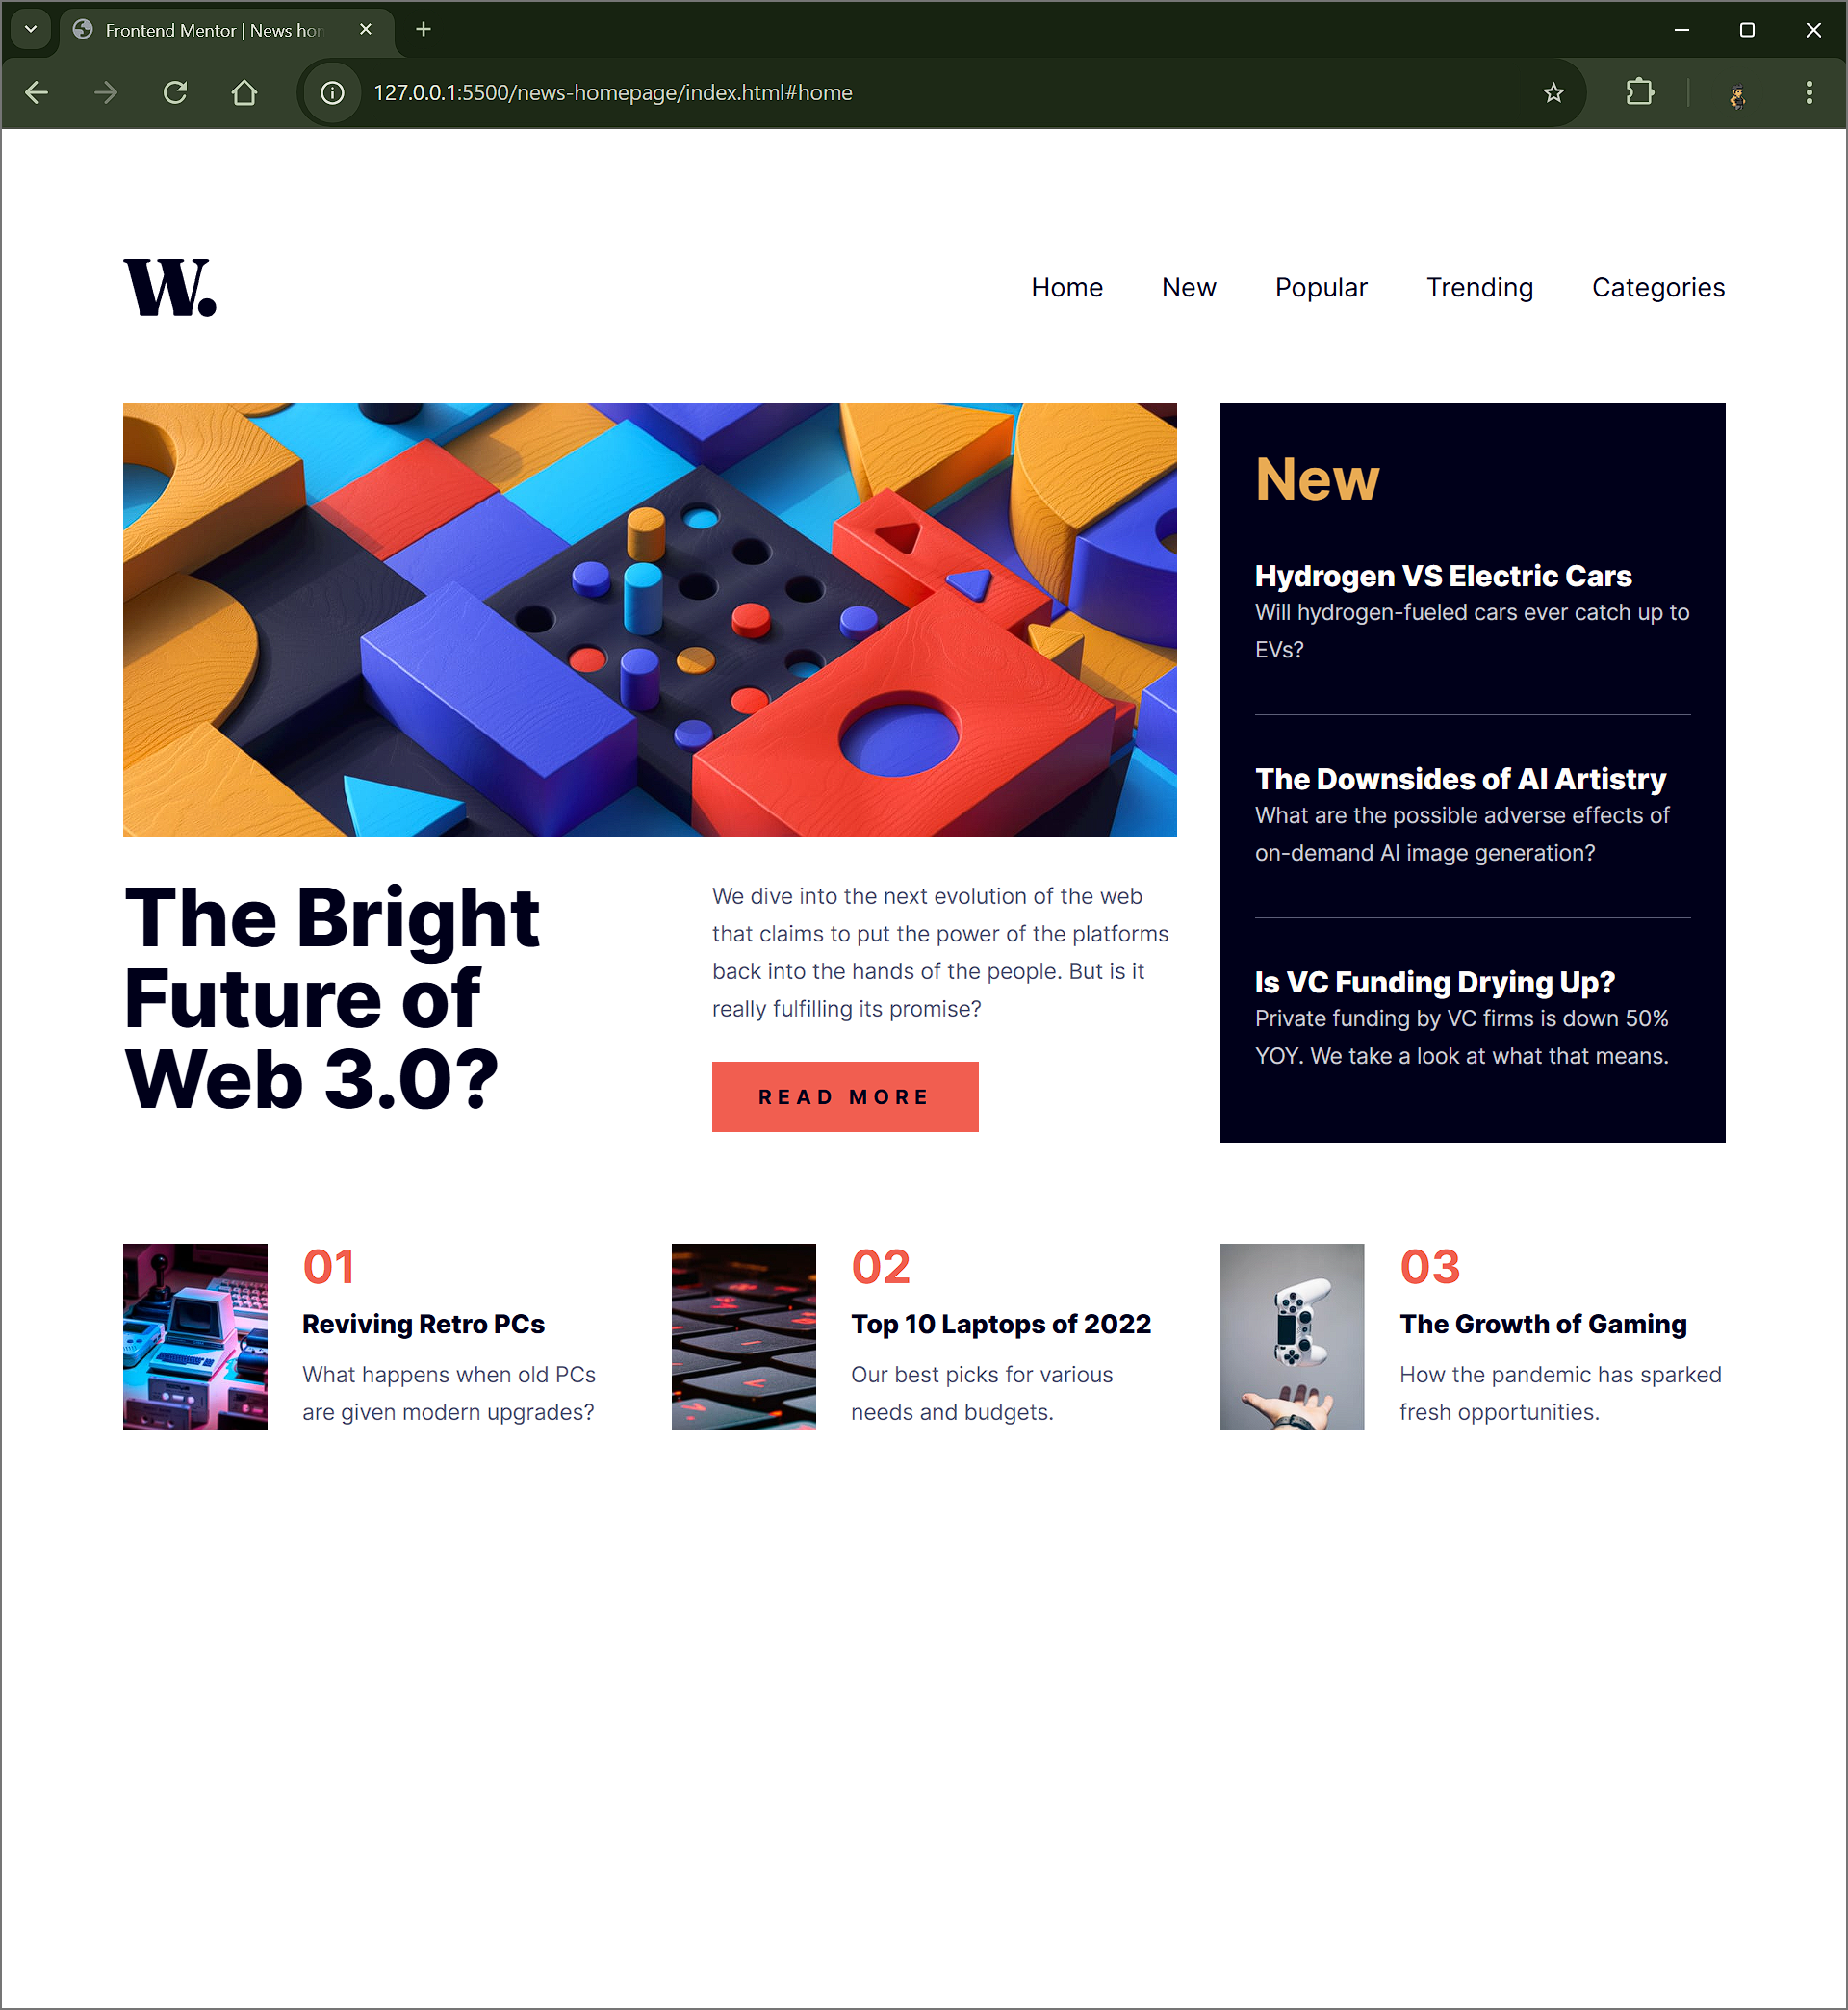 Frontend Mentor | News hom
127.0.0.1:5500/news-homepage/index.html#home
W.
Home New Popular Trending Categories
New
Hydrogen VS Electric Cars
Will hydrogen-fueled cars ever catch up to
EVs?
The Downsides of AI Artistry
What are the possible adverse effects of
on-demand AI image generation?
Is VC Funding Drying Up?
Private funding by VC firms is down 50%
YOY. We take a look at what that means.
The Bright
Future of
Web 3.0?
We dive into the next evolution of the web
that claims to put the power of the platforms
back into the hands of the people. But is it
really fulfilling its promise?
READ MORE
01
Reviving Retro PCs
What happens when old PCs
are given modern upgrades?
02
Top 10 Laptops of 2022
Our best picks for various
needs and budgets.
03
The Growth of Gaming
How the pandemic has sparked
fresh opportunities.